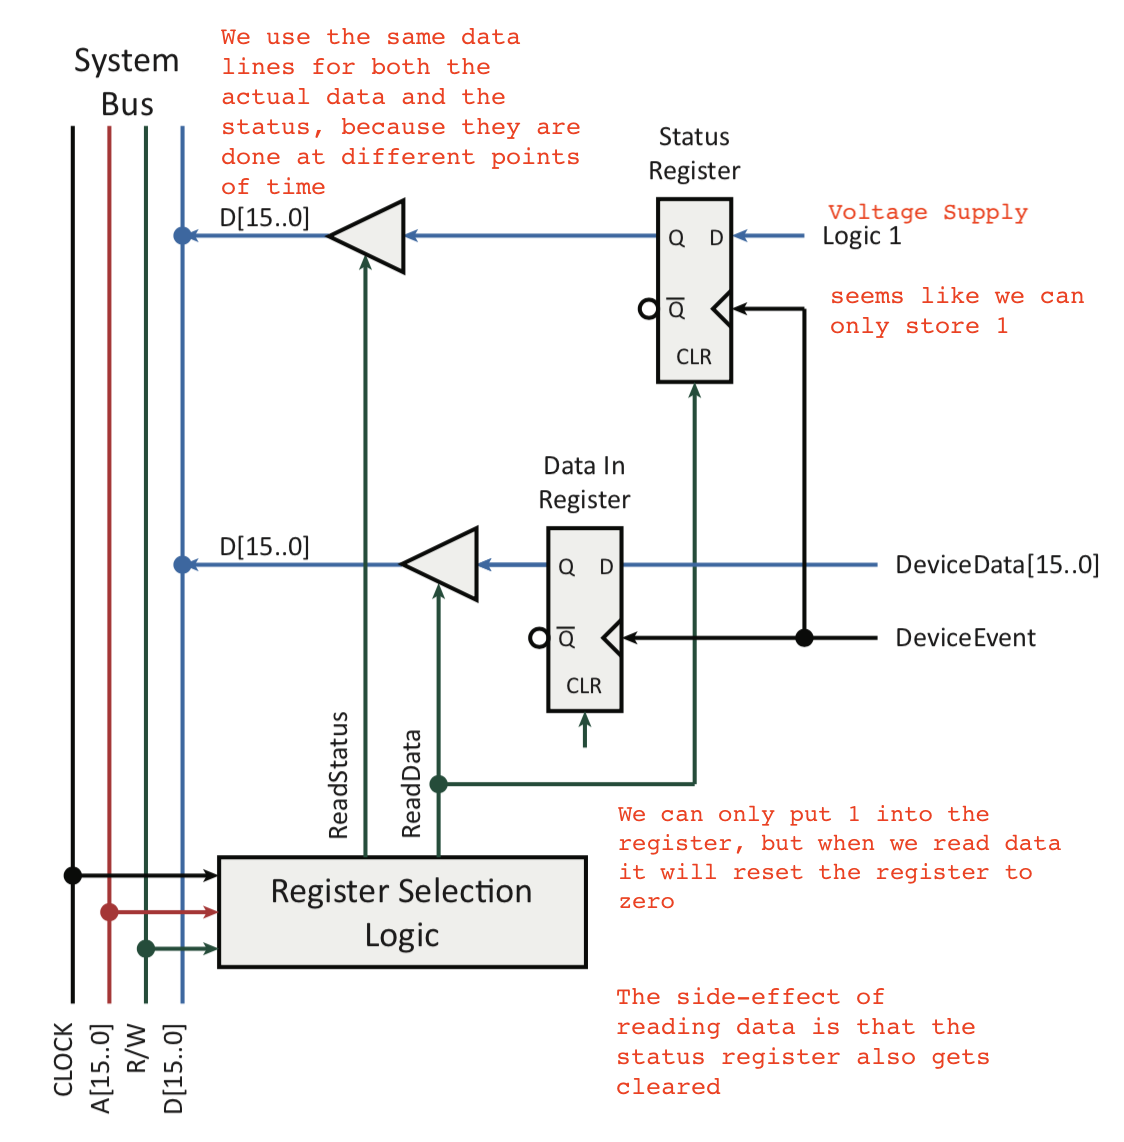 We use the same data
lines for both the
actual data and the
status, because they are
done at different points
of time
System
Bus
Status
Register
D[15..0]
Q
D
Voltage Supply
Logic 1
Q
CLR
seems like we can
only store 1
Data In
Register
D[15..0]
Q
D
DeviceData[15..0]
Q
DeviceEvent
CLR
ReadStatus
ReadData
We can only put 1 into the
register, but when we read data
it will reset the register to
zero
Register Selection
Logic
The side-effect of
reading data is that the
status register also gets
cleared
CLOCK
A[15..0]
R/W
D[15..0]